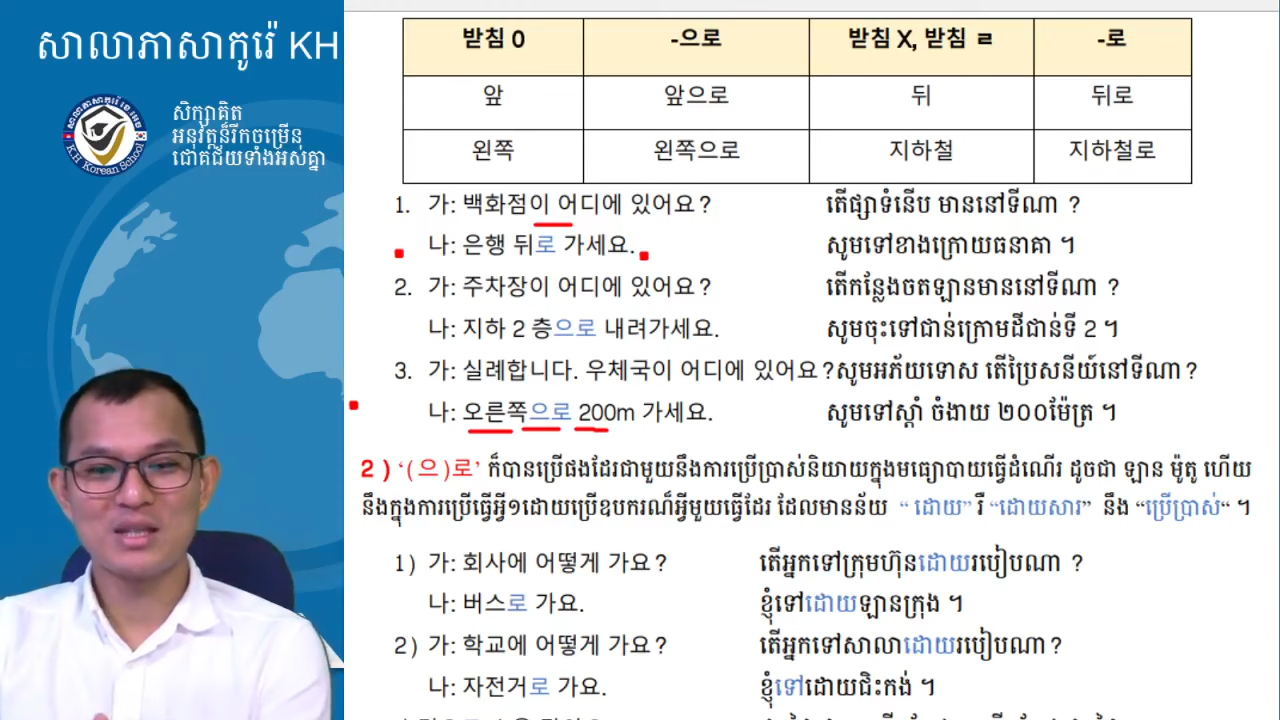 សាលាភាសាកូរ៉េ KH
សិក្សាគិត
អនុវត្តន៏រីកចម្រើន
ជោគជ័យទាំងអស់គ្នា
សាលាភាសាកូរ៉េ ខេ អេច
K.H Korean School
받침 O -으로 받침 X, 받침 ㄹ -로
앞 앞으로 뒤 뒤로
왼쪽 왼쪽으로 지하철 지하철로
1. 가: 백화점이 어디에 있어요? តើផ្សាទំនើប មាននៅទីណា ?
나: 은행 뒤로 가세요. សូមទៅខាងក្រោយធនាគា ។
2. 가: 주차장이 어디에 있어요? តើកន្លែងចតឡានមាននៅទីណា ?
나: 지하 2 층으로 내려가세요. សូមចុះទៅជាន់ក្រោមដីជាន់ទី 2 ។
3. 가: 실례합니다. 우체국이 어디에 있어요? សូមអភ័យទោស តើប្រៃសនីយ៍នៅទីណា?
나: 오른쪽으로 200m 가세요. សូមទៅស្តាំ ចំងាយ ២០០ម៉ែត្រ ។
2 ) ‘(으)로’ ក៏បានប្រើផងដែរជាមួយនឹងការប្រើប្រាស់និយាយក្នុងមធ្យោបាយធ្វើដំណើរ ដូចជា ឡាន ម៉ូតូ ហើយ
នឹងក្នុងការប្រើធ្វើអ្វី១ដោយប្រើឧបករណ៏អ្វីមួយធ្វើដែរ ដែលមានន័យ “ ដោយ” រឺ “ដោយសារ” នឹង “ប្រើប្រាស់“ ។
1) 가: 회사에 어떻게 가요? តើអ្នកទៅក្រុមហ៊ុនដោយរបៀបណា ?
나: 버스로 가요. ខ្ញុំទៅដោយឡានក្រុង ។
2) 가: 학교에 어떻게 가요? តើអ្នកទៅសាលាដោយរបៀបណា?
나: 자전거로 가요. ខ្ញុំទៅដោយជិះកង់ ។